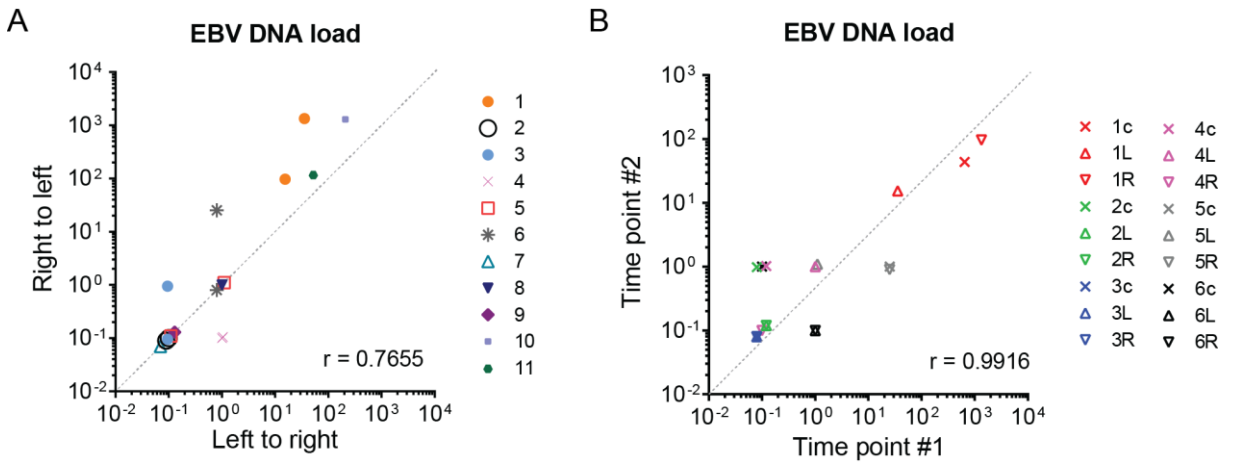 A
EBV DNA load
Right to left
10^4
10^3
10^2
10^1
10^0
10^-1
10^-2
10^-2 10^-1 10^0 10^1 10^2 10^3 10^4
Left to right
r = 0.7655
1
2
3
4
5
6
7
8
9
10
11
B
EBV DNA load
Time point #2
10^3
10^2
10^1
10^0
10^-1
10^-2
10^-2 10^-1 10^0 10^1 10^2 10^3 10^4
Time point #1
r = 0.9916
1c 4c
1L 4L
1R 4R
2c 5c
2L 5L
2R 5R
3c 6c
3L 6L
3R 6R